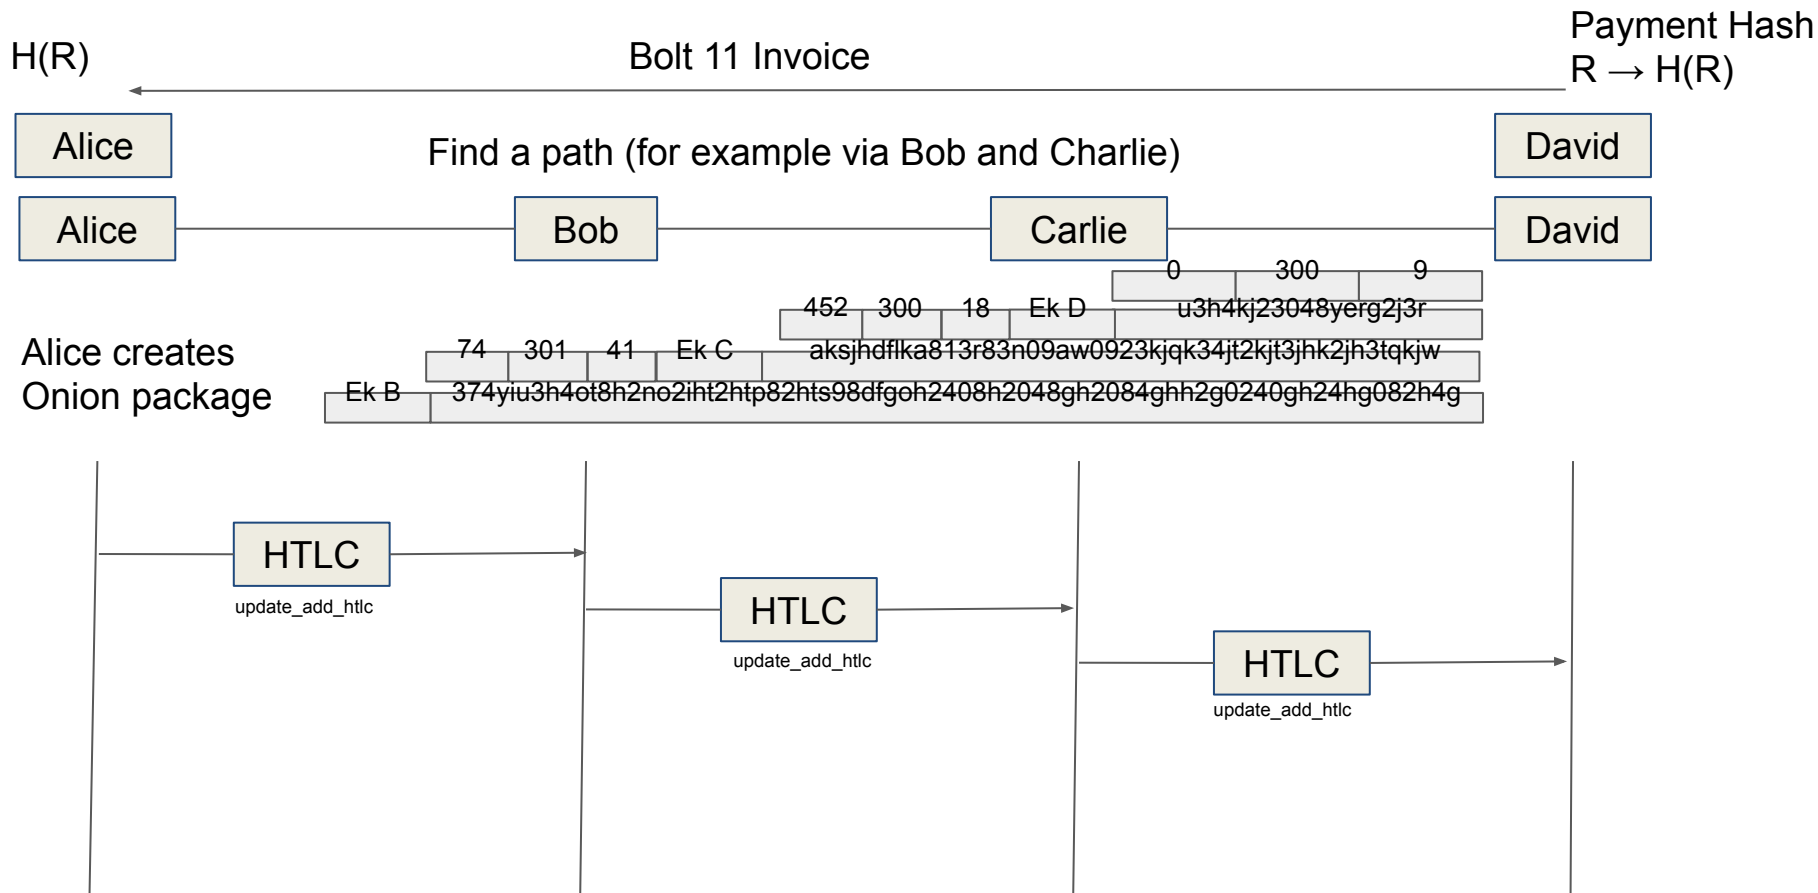 H(R)
Bolt 11 Invoice
Payment Hash
R → H(R)
Alice
Find a path (for example via Bob and Charlie)
David
Alice
Bob
Carlie
David
0 300 9
452 300 18 Ek D u3h4kj23048yerg2j3r
Alice creates
Onion package
74 301 41 Ek C aksjhdflka813r83n09aw0923kjqk34jt2kjt3jhk2jh3tqkjw
Ek B 374yiu3h4ot8h2no2iht2htp82hts98dfgoh2408h2048gh2084ghh2g0240gh24hg082h4g
HTLC
update_add_htlc
HTLC
update_add_htlc
HTLC
update_add_htlc